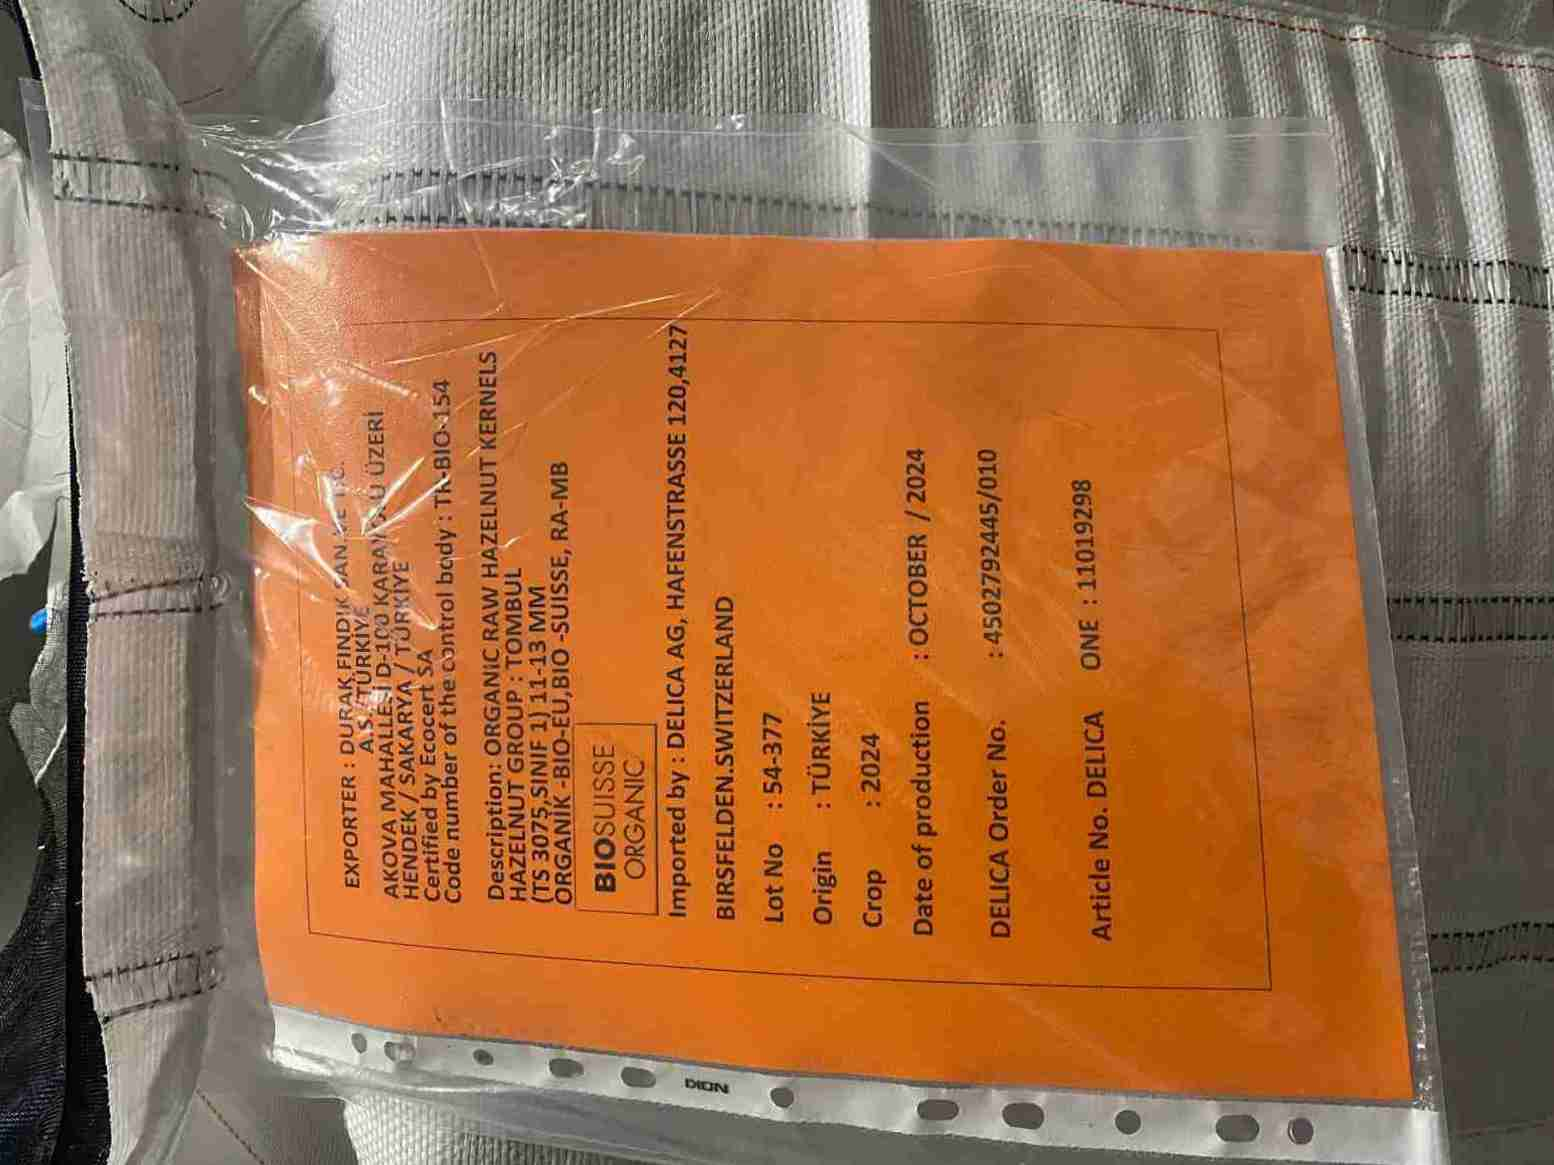 EXPORTER : DURAK FINDIK SAN VE TİC.
A.Ş./TÜRKİYE
AKOVA MAHALLESİ D-100 KARAYOLU ÜZERİ
HENDEK / SAKARYA / TÜRKİYE
Certified by Ecocert SA
Code number of the control body : TR-BIO-154
Description: ORGANIC RAW HAZELNUT KERNELS
HAZELNUT GROUP : TOMBUL
(TS 3075,SINIF 1) 11-13 MM
ORGANİK -BIO-EU,BIO -SUISSE, RA-MB
BIOSUISSE
ORGANIC
Imported by : DELICA AG, HAFENSTRASSE 120,4127
BIRSFELDEN.SWITZERLAND
Lot No : 54-377
Origin : TÜRKİYE
Crop : 2024
Date of production : OCTOBER / 2024
DELICA Order No. : 4502792445/010
Article No. DELICA ONE : 11019298
DION